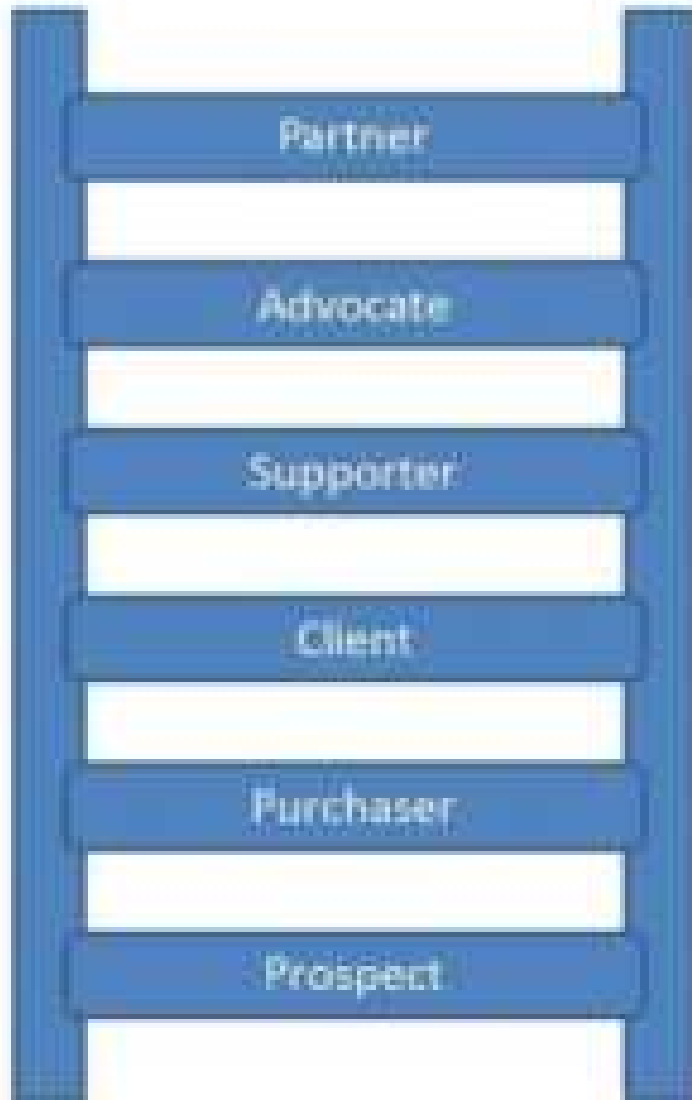 Partner
Advocate
Supporter
Client
Purchaser
Prospect